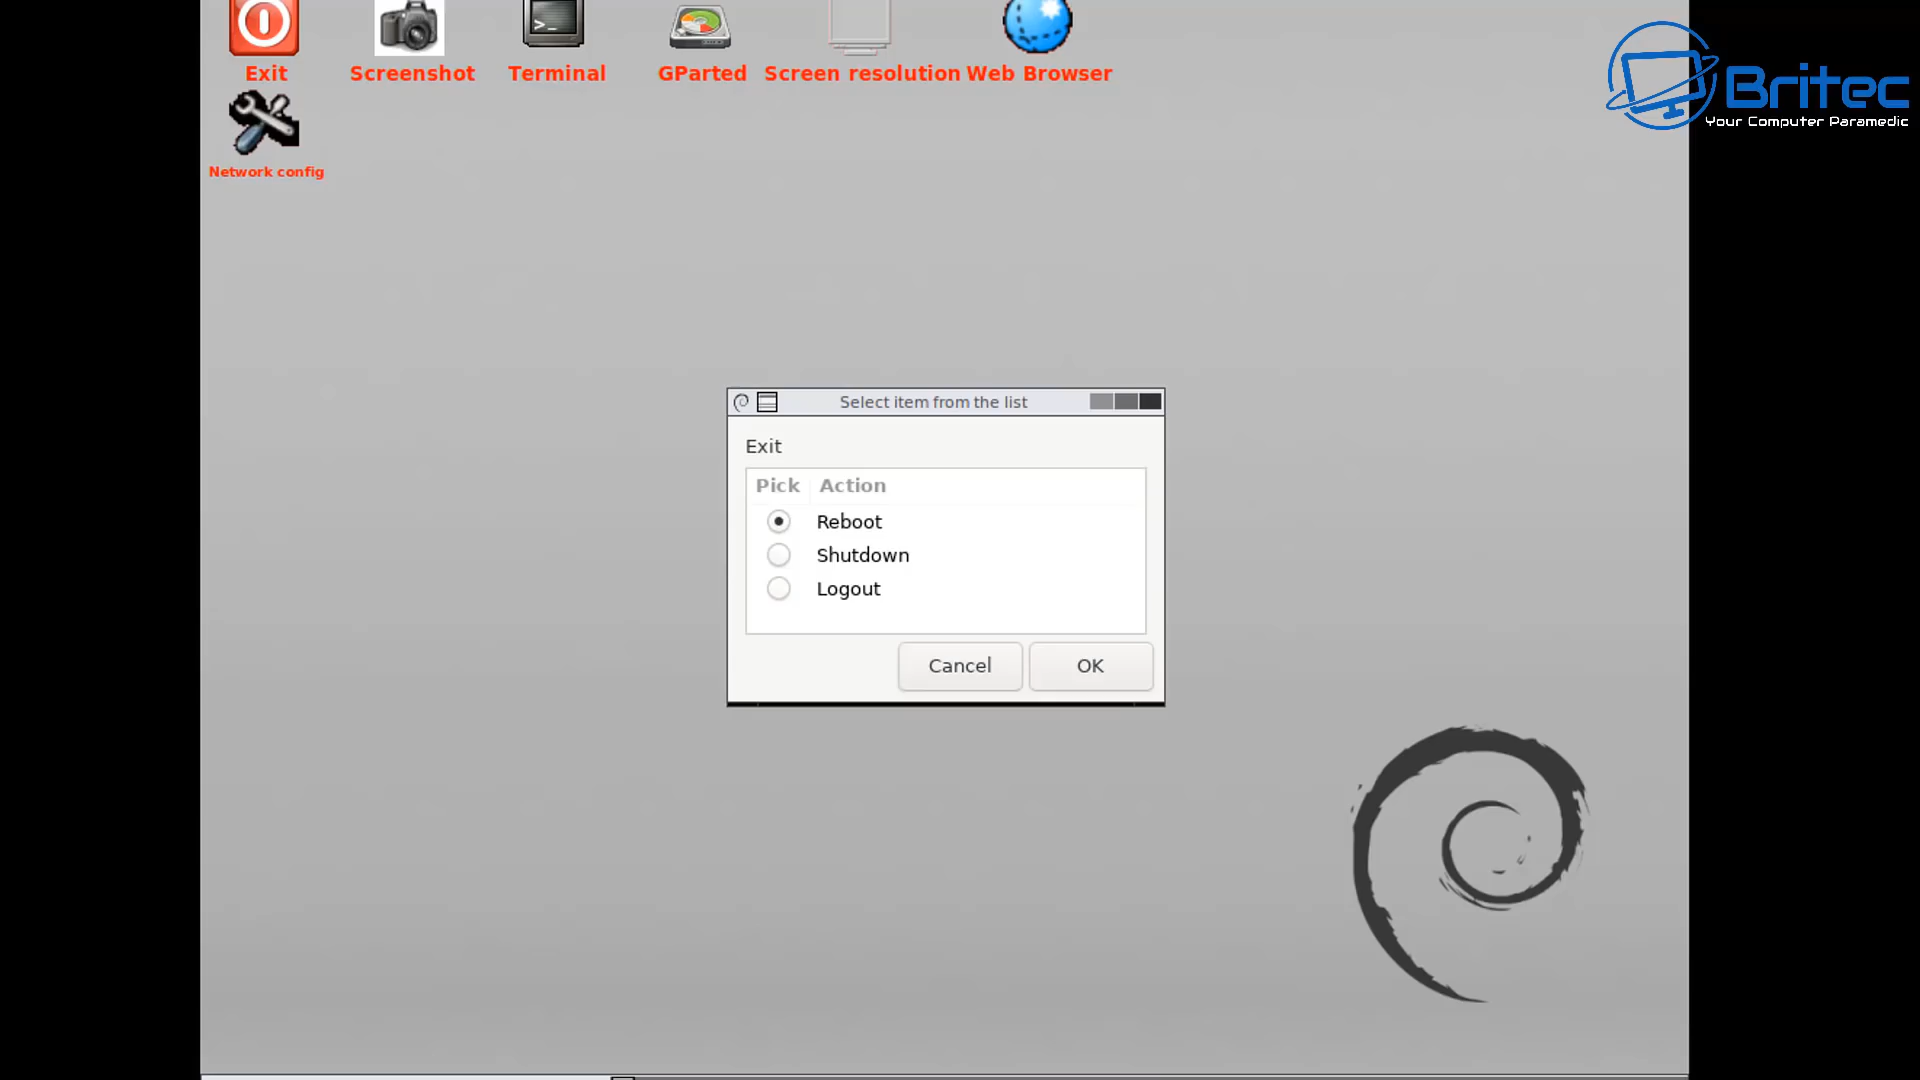 Exit
Screenshot
Terminal
GParted
Screen resolution
Web Browser
Network config
Britec
Your Computer Paramedic
Select item from the list
Exit
Pick Action
Reboot
Shutdown
Logout
Cancel OK